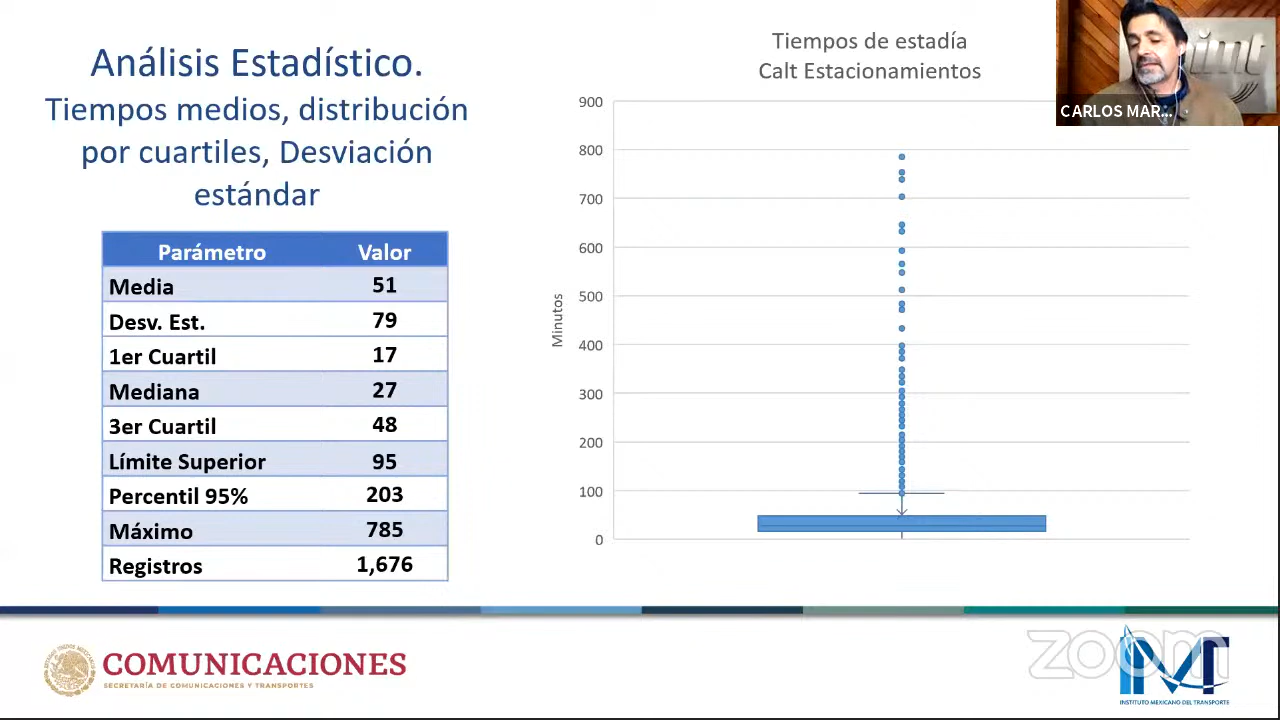 Análisis Estadístico.
Tiempos medios, distribución
por cuartiles, Desviación
estándar
Parámetro Valor
Media 51
Desv. Est. 79
1er Cuartil 17
Mediana 27
3er Cuartil 48
Límite Superior 95
Percentil 95% 203
Máximo 785
Registros 1,676
Tiempos de estadía
Calt Estacionamientos
Minutos
900
800
700
600
500
400
300
200
100
0
imt
CARLOS MAR...
COMUNICACIONES
SECRETARÍA DE COMUNICACIONES Y TRANSPORTES
zoom
IMT
INSTITUTO MEXICANO DEL TRANSPORTE